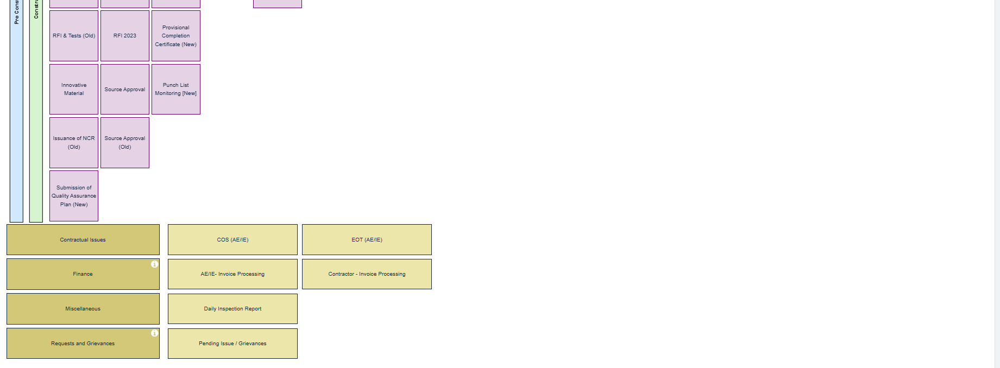 Pre Cons
Constru
RFI & Tests (Old)
RFI 2023
Provisional
Completion
Certificate (New)
Innovative
Material
Source Approval
Punch List
Monitoring [New]
Issuance of NCR
(Old)
Source Approval
(Old)
Submission of
Quality Assurance
Plan (New)
Contractual Issues
COS (AE/IE)
EOT (AE/IE)
Finance
AE/IE- Invoice Processing
Contractor - Invoice Processing
Miscellaneous
Daily Inspection Report
Requests and Grievances
Pending Issue / Grievances